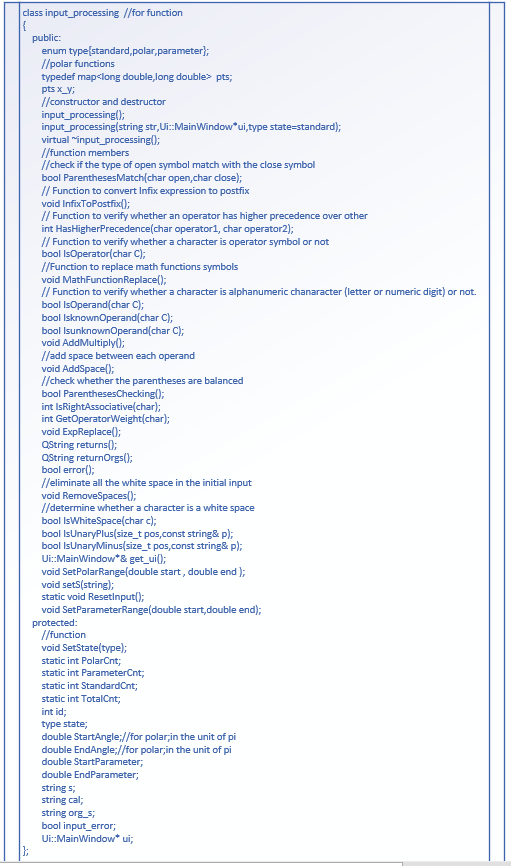 class input_processing  //for function
{
public:
enum type{standard,polar,parameter};
//polar functions
typedef map<long double,long double>  pts;
pts x_y;
//constructor and destructor
input_processing();
input_processing(string str,Ui::MainWindow*ui,type state=standard);
virtual ~input_processing();
//function members
//check if the type of open symbol match with the close symbol
bool ParenthesesMatch(char open,char close);
// Function to convert Infix expression to postfix
void InfixToPostfix();
// Function to verify whether an operator has higher precedence over other
int HasHigherPrecedence(char operator1, char operator2);
// Function to verify whether a character is operator symbol or not
bool IsOperator(char C);
//Function to replace math functions symbols
void MathFunctionReplace();
// Function to verify whether a character is alphanumeric chanaracter (letter or numeric digit) or not.
bool IsOperand(char C);
bool IsknownOperand(char C);
bool IsunknownOperand(char C);
void AddMultiply();
//add space between each operand
void AddSpace();
//check whether the parentheses are balanced
bool ParenthesesChecking();
int IsRightAssociative(char);
int GetOperatorWeight(char);
void ExpReplace();
QString returns();
QString returnOrgs();
bool error();
//eliminate all the white space in the initial input
void RemoveSpaces();
//determine whether a character is a white space
bool IsWhiteSpace(char c);
bool IsUnaryPlus(size_t pos,const string& p);
bool IsUnaryMinus(size_t pos,const string& p);
Ui::MainWindow*& get_ui();
void SetPolarRange(double start , double end );
void setS(string);
static void ResetInput();
void SetParameterRange(double start,double end);
protected:
//function
void SetState(type);
static int PolarCnt;
static int ParameterCnt;
static int StandardCnt;
static int TotalCnt;
int id;
type state;
double StartAngle;//for polar;in the unit of pi
double EndAngle;//for polar;in the unit of pi
double StartParameter;
double EndParameter;
string s;
string cal;
string org_s;
bool input_error;
Ui::MainWindow* ui;
};